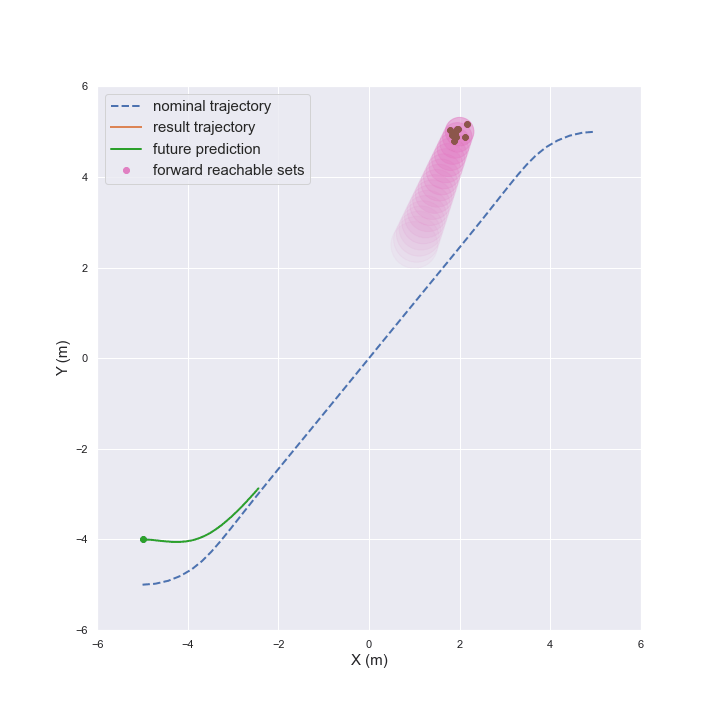 nominal trajectory
result trajectory
future prediction
forward reachable sets
6
4
2
0
−2
−4
−6
Y (m)
−6 −4 −2 0 2 4 6
X (m)